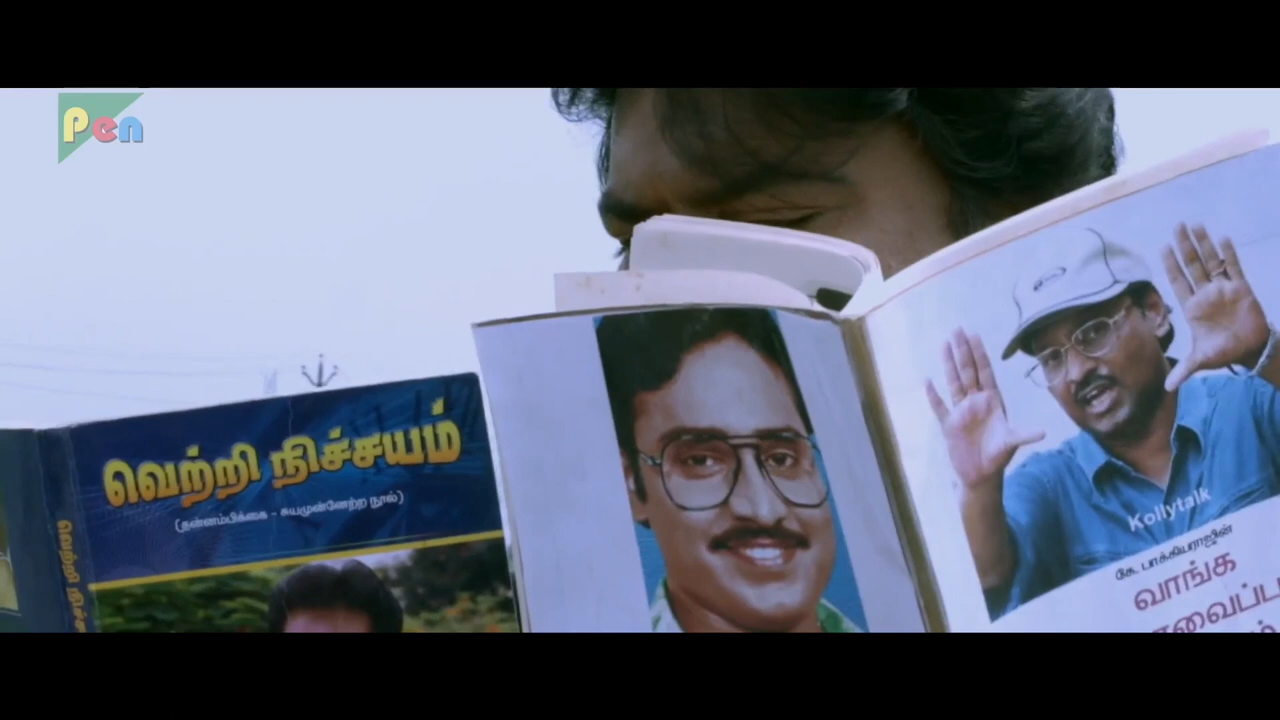 Pen
வெற்றி நிச்சயம்
(தன்னம்பிக்கை - சுயமுன்னேற்ற நூல்)
Kollytalk
கே. பாக்கியராஜின்
வாங்க